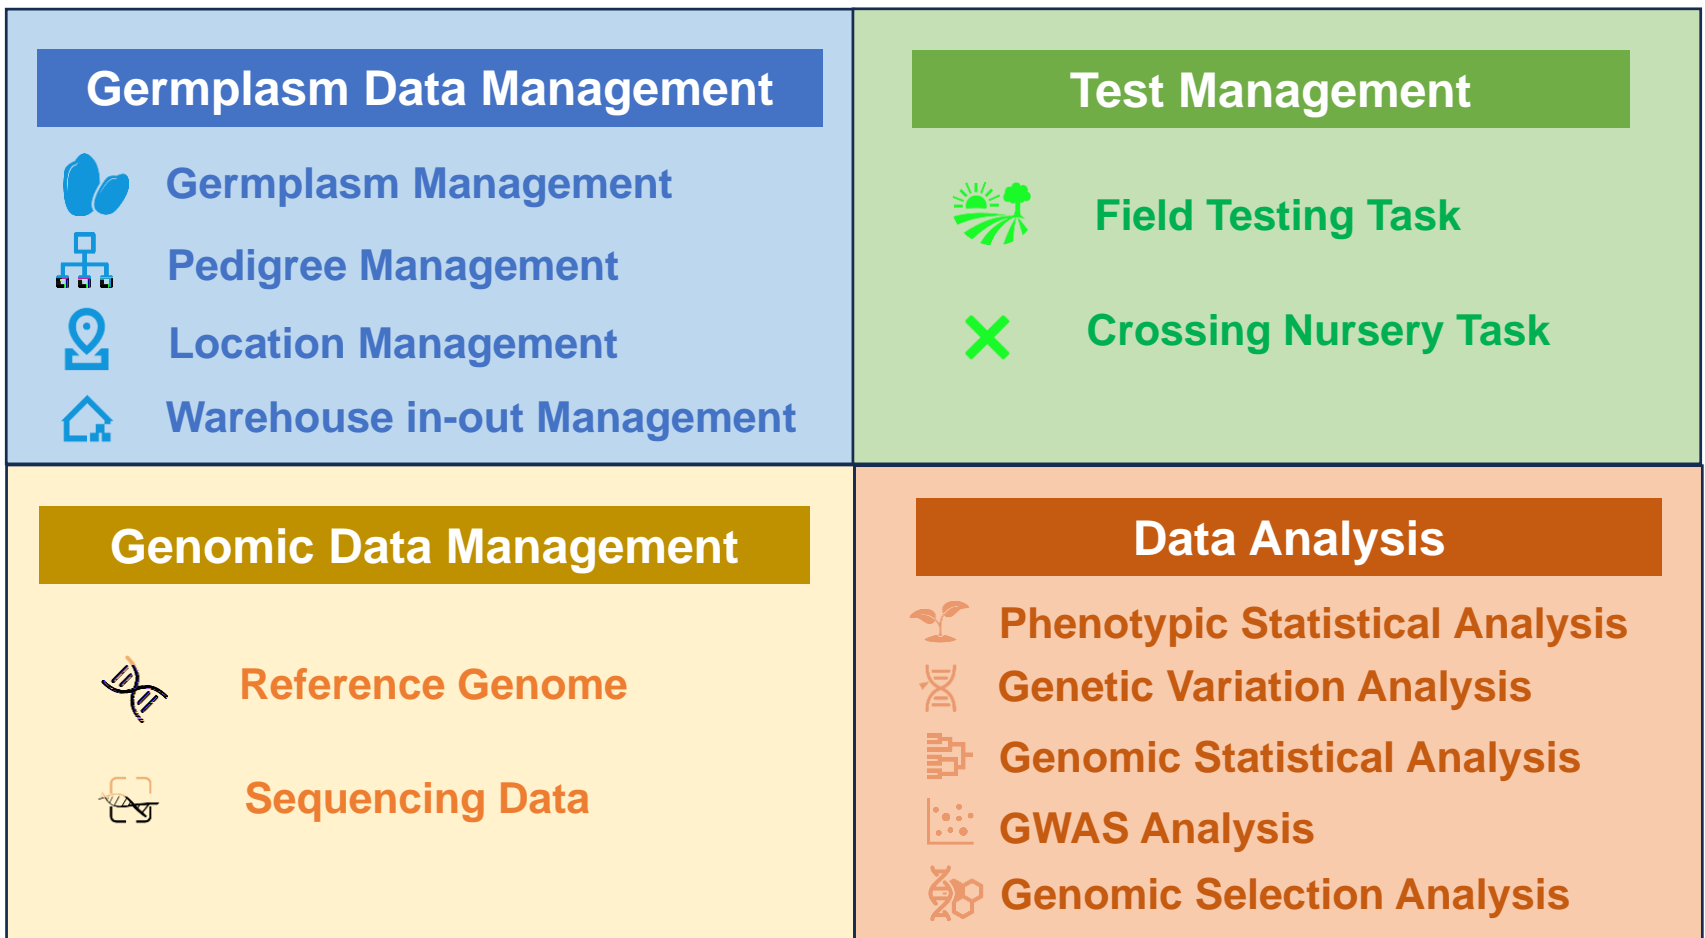 Germplasm Data Management
Germplasm Management
Pedigree Management
Location Management
Warehouse in-out Management
Test Management
Field Testing Task
Crossing Nursery Task
Genomic Data Management
Reference Genome
Sequencing Data
Data Analysis
Phenotypic Statistical Analysis
Genetic Variation Analysis
Genomic Statistical Analysis
GWAS Analysis
Genomic Selection Analysis